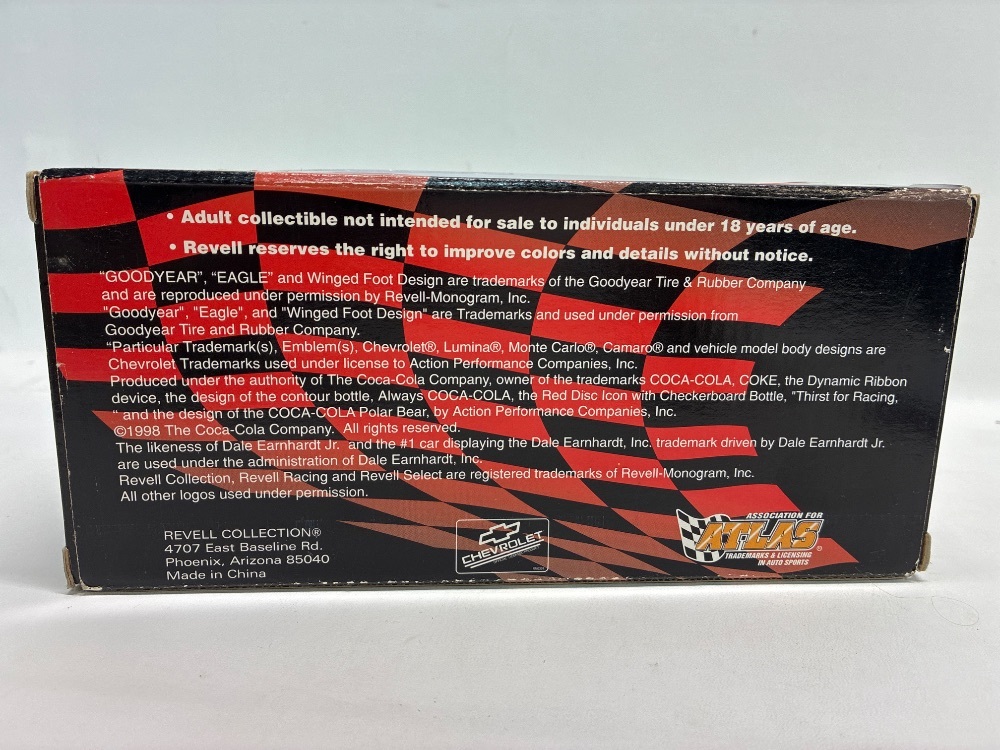 • Adult collectible not intended for sale to individuals under 18 years of age.
• Revell reserves the right to improve colors and details without notice.
"GOODYEAR", "EAGLE" and Winged Foot Design are trademarks of the Goodyear Tire & Rubber Company
and are reproduced under permission by Revell-Monogram, Inc.
"Goodyear", "Eagle", and "Winged Foot Design" are Trademarks and used under permission from
Goodyear Tire and Rubber Company.
"Particular Trademark(s), Emblem(s), Chevrolet®, Lumina®, Monte Carlo®, Camaro® and vehicle model body designs are
Chevrolet Trademarks used under license to Action Performance Companies, Inc.
Produced under the authority of The Coca-Cola Company, owner of the trademarks COCA-COLA, COKE, the Dynamic Ribbon
device, the design of the contour bottle, Always COCA-COLA, the Red Disc Icon with Checkerboard Bottle, "Thirst for Racing,
" and the design of the COCA-COLA Polar Bear, by Action Performance Companies, Inc.
©1998 The Coca-Cola Company. All rights reserved.
The likeness of Dale Earnhardt Jr. and the #1 car displaying the Dale Earnhardt, Inc. trademark driven by Dale Earnhardt Jr.
are used under the administration of Dale Earnhardt, Inc.
Revell Collection, Revell Racing and Revell Select are registered trademarks of Revell-Monogram, Inc.
All other logos used under permission.
REVELL COLLECTION®
4707 East Baseline Rd.
Phoenix, Arizona 85040
Made in China
CHEVROLET
ASSOCIATION FOR
ATLAS®
TRADEMARKS & LICENSING
IN AUTO SPORTS